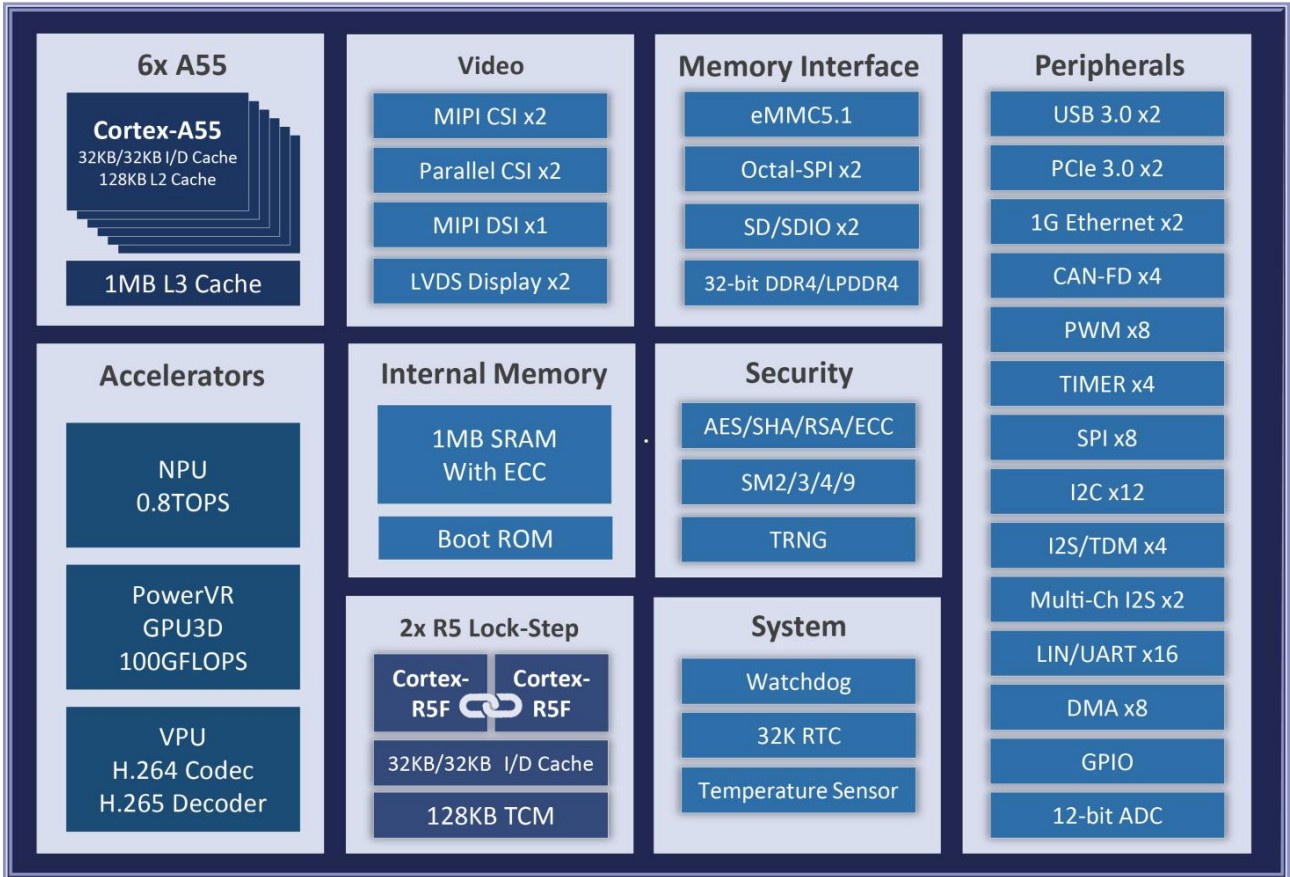 6x A55
Cortex-A55
32KB/32KB I/D Cache
128KB L2 Cache
1MB L3 Cache
Video
MIPI CSI x2
Parallel CSI x2
MIPI DSI x1
LVDS Display x2
Memory Interface
eMMC5.1
Octal-SPI x2
SD/SDIO x2
32-bit DDR4/LPDDR4
Peripherals
USB 3.0 x2
PCIe 3.0 x2
1G Ethernet x2
CAN-FD x4
PWM x8
TIMER x4
SPI x8
I2C x12
I2S/TDM x4
Multi-Ch I2S x2
LIN/UART x16
DMA x8
GPIO
12-bit ADC
Accelerators
NPU
0.8TOPS
PowerVR
GPU3D
100GFLOPS
VPU
H.264 Codec
H.265 Decoder
Internal Memory
1MB SRAM
With ECC
Boot ROM
Security
AES/SHA/RSA/ECC
SM2/3/4/9
TRNG
2x R5 Lock-Step
Cortex-
R5F
Cortex-
R5F
32KB/32KB I/D Cache
128KB TCM
System
Watchdog
32K RTC
Temperature Sensor